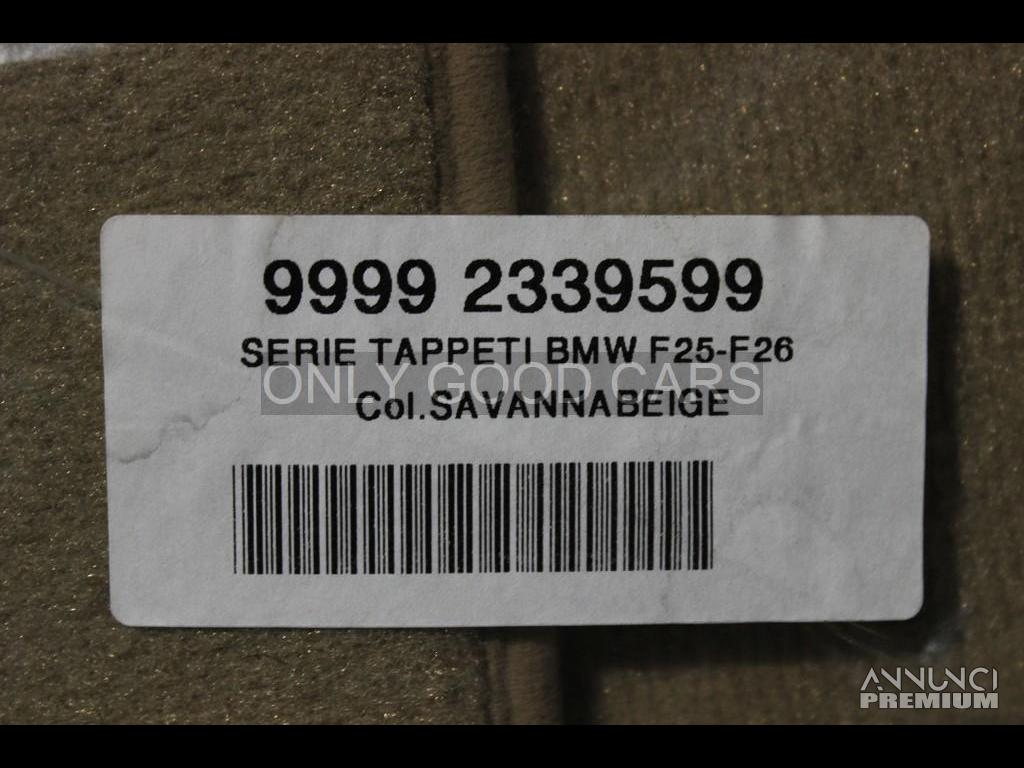 9999 2339599
SERIE TAPPETI BMW F25-F26
ONLY GOOD CARS
Col.SAVANNABEIGE
ANNUNCI
PREMIUM